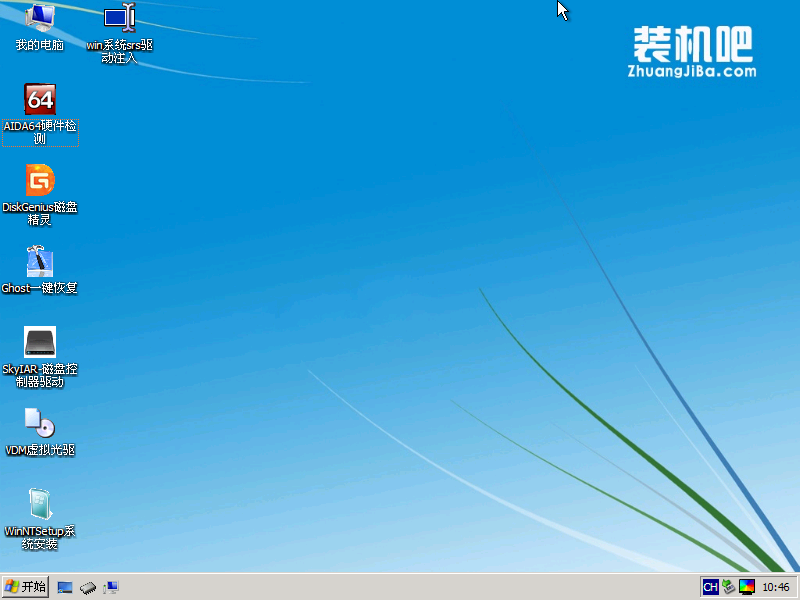 我的电脑
win系统srs驱
动注入
装机吧
ZhuangJiBa.com
64
AIDA64硬件检
测
DiskGenius磁盘
精灵
Ghost一键恢复
SkyIAR-磁盘控
制器驱动
VDM虚拟光驱
WinNTSetup系
统安装
开始
CH
10:46